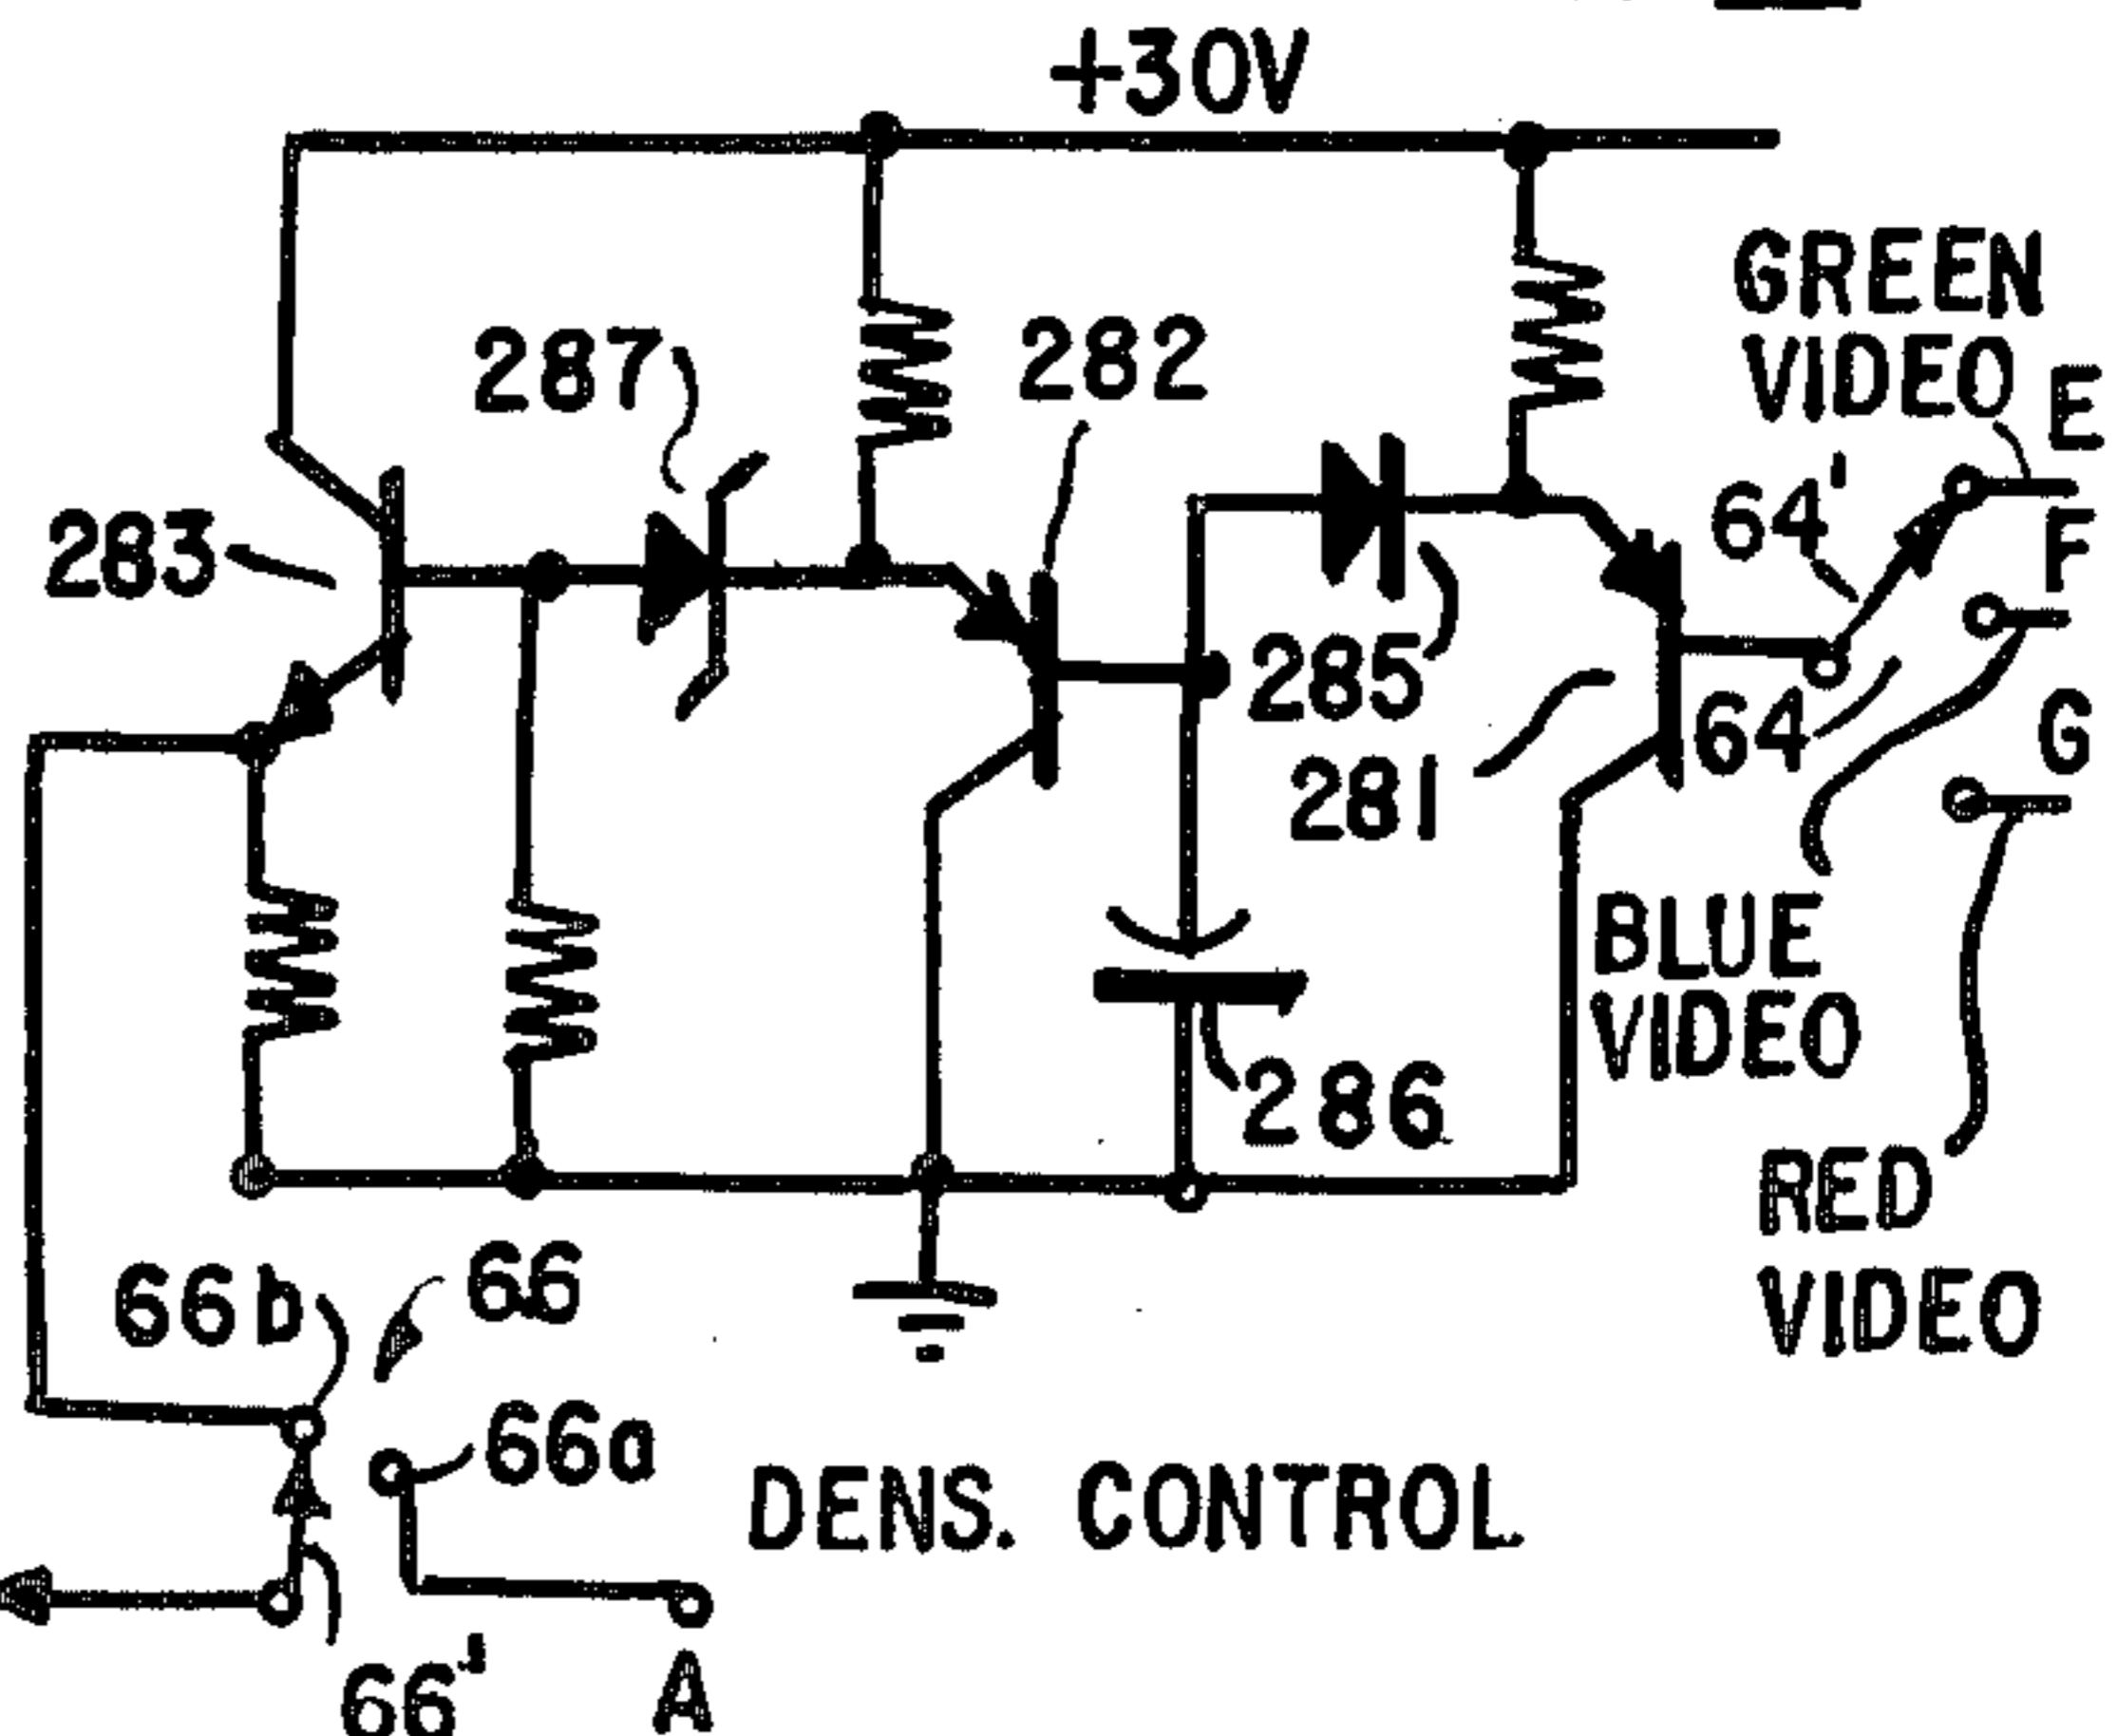 +30V
GREEN
VIDEO
E
287
282
64'
283
F
285
64
G
281
BLUE
VIDEO
286
RED
VIDEO
66b
66
66a
DENS. CONTROL
66'
A